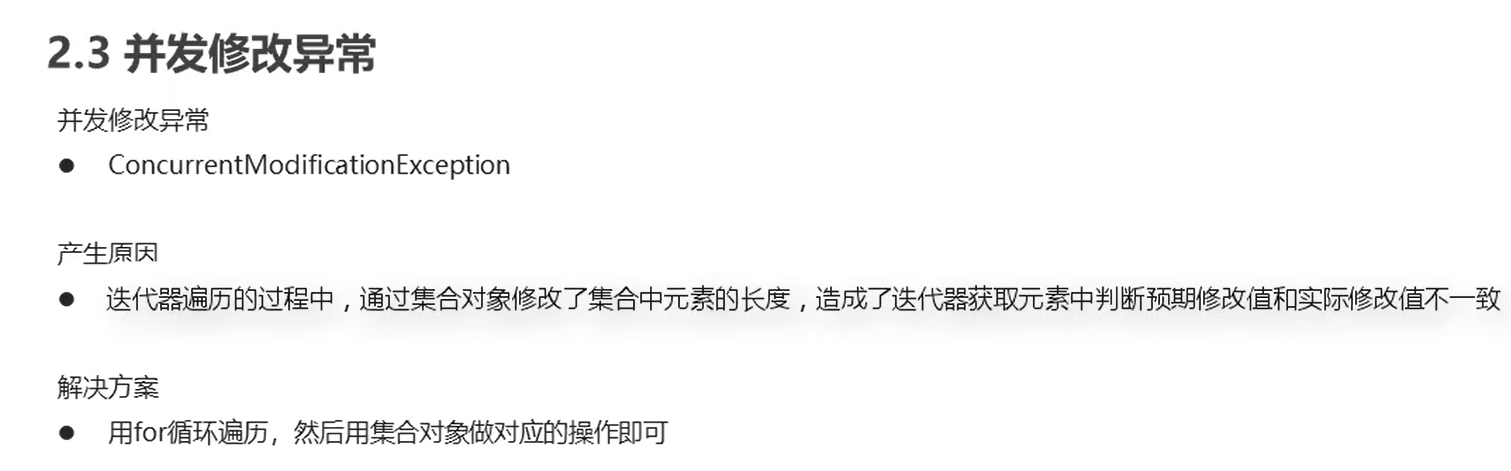 2.3 并发修改异常
并发修改异常
● ConcurrentModificationException
产生原因
● 迭代器遍历的过程中，通过集合对象修改了集合中元素的长度，造成了迭代器获取元素中判断预期修改值和实际修改值不一致
解决方案
● 用for循环遍历，然后用集合对象做对应的操作即可